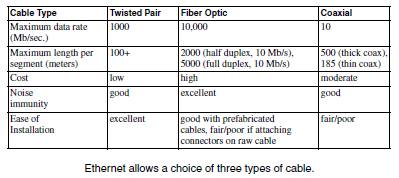 Cable Type Twisted Pair Fiber Optic Coaxial
Maximum data rate 1000 10,000 10
(Mb/sec.)
Maximum length per 100+ 2000 (half duplex, 10 Mb/s), 500 (thick coax),
segment (meters) 5000 (full duplex, 10 Mb/s) 185 (thin coax)
Cost low high moderate
Noise good excellent good
immunity
Ease of excellent good with prefabricated fair/poor
Installation cables, fair/poor if attaching
connectors on raw cable
Ethernet allows a choice of three types of cable.